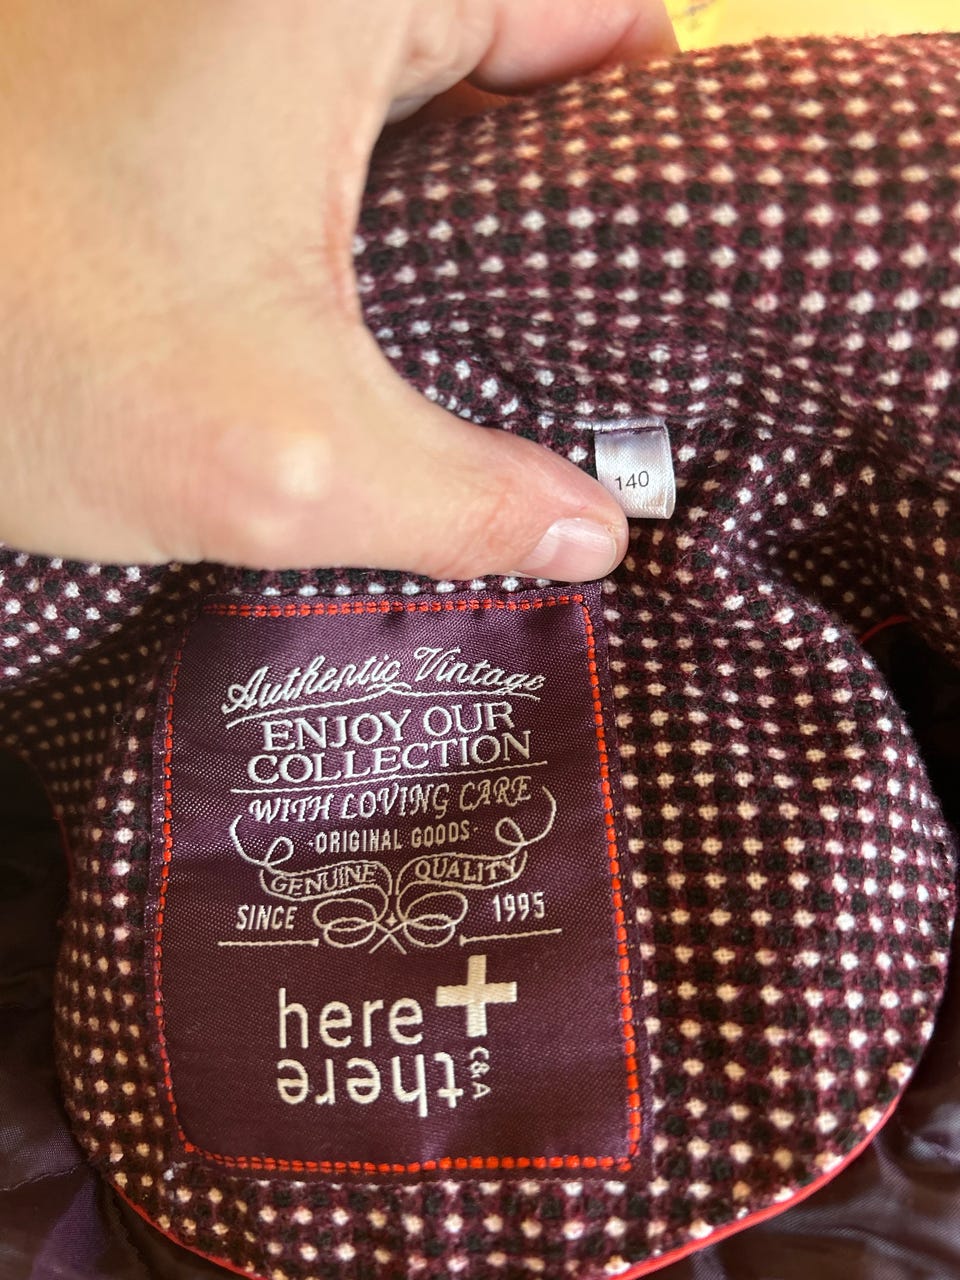 140
Authentic Vintage
ENJOY OUR
COLLECTION
WITH LOVING CARE
·ORIGINAL GOODS·
GENUINE QUALITY
SINCE 1995
here
there
C&A